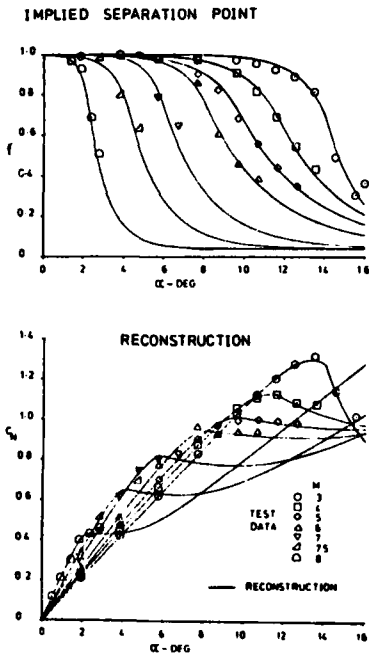 IMPLIED SEPARATION POINT
1.0
0.8
0.6
f
0.4
0.2
0
0 2 4 6 8 10 12 14 16
α - DEG
RECONSTRUCTION
1.4
1.2
1.0
CN
0.8
0.6
0.4
0.2
0
M
3
4
TEST 5
DATA 6
7
75
8
RECONSTRUCTION
0 2 4 6 8 10 12 14 16
α - DEG